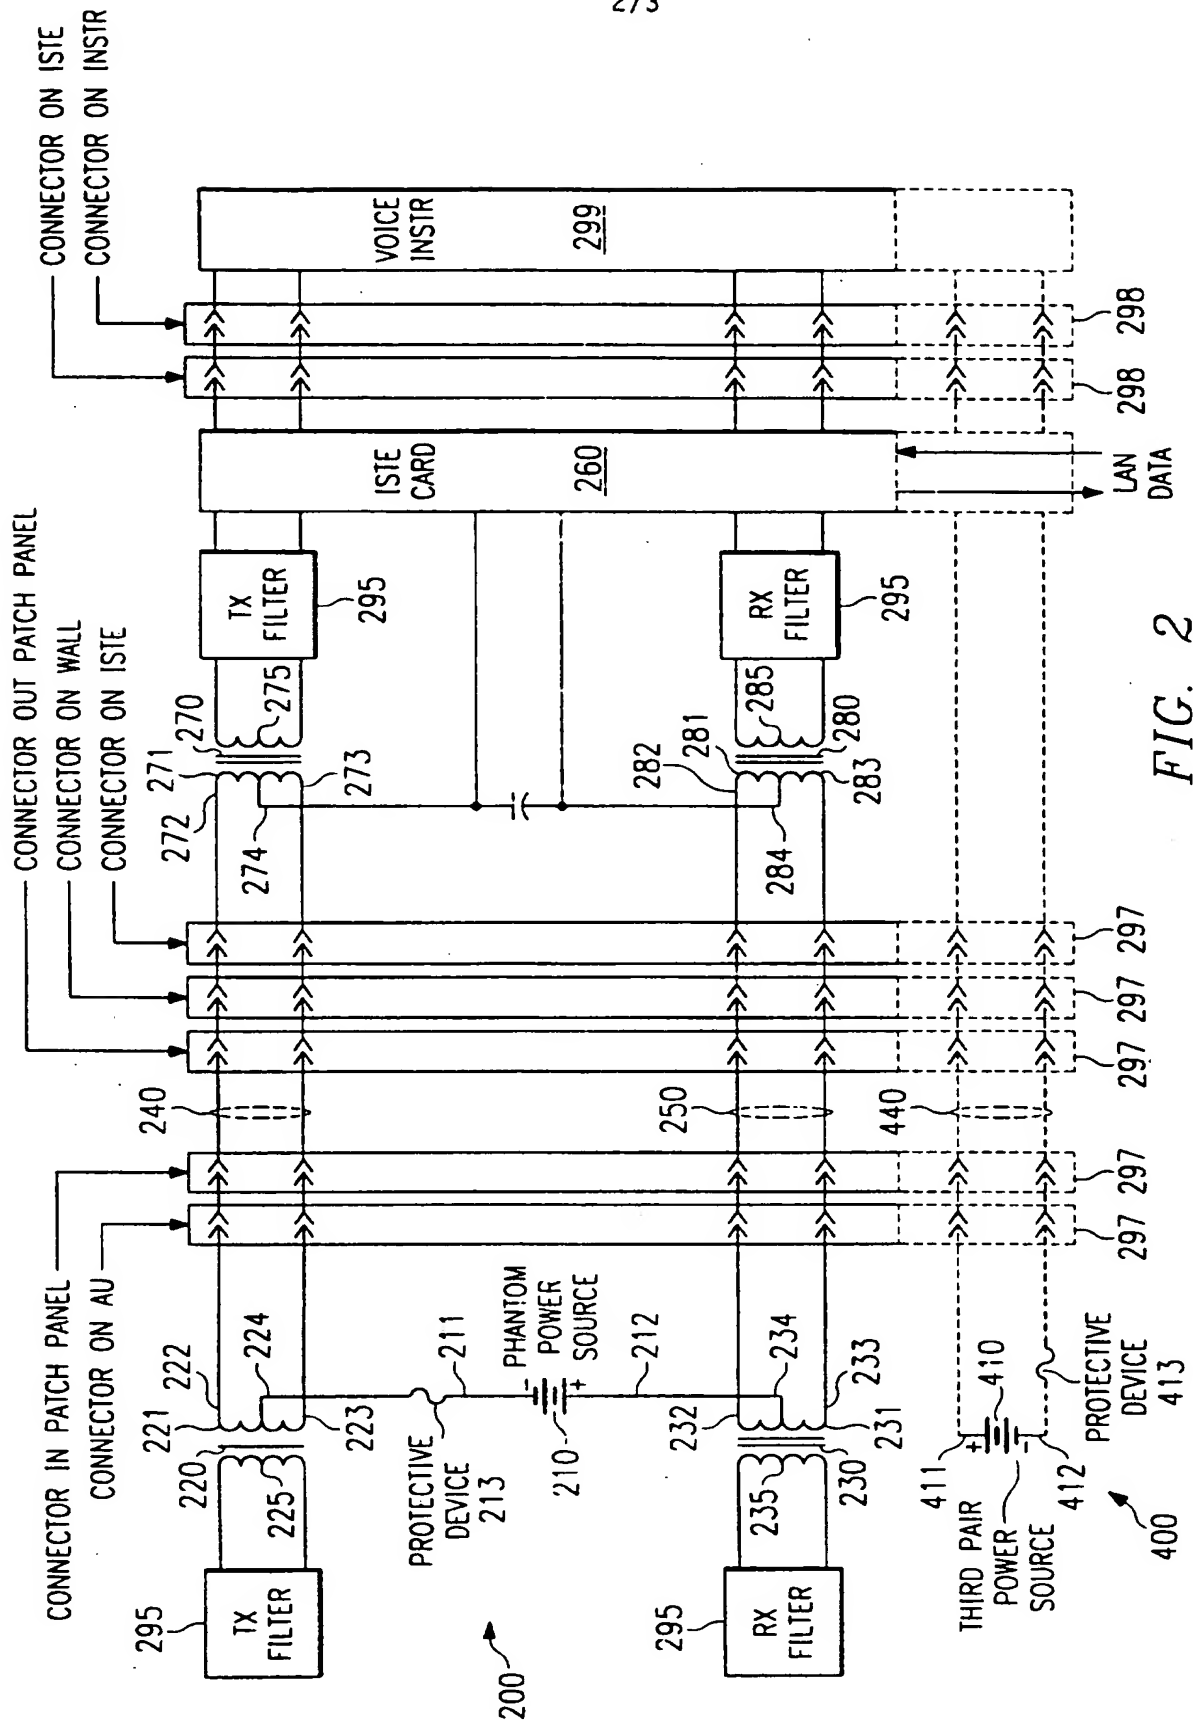 2/3
CONNECTOR IN PATCH PANEL
CONNECTOR ON AU
CONNECTOR OUT PATCH PANEL
CONNECTOR ON WALL
CONNECTOR ON ISTE
CONNECTOR ON ISTE
CONNECTOR ON INSTR
295
TX
FILTER
220
221
222
225
223
224
240
272
271
270
274
273
275
TX
FILTER
295
ISTE
CARD
260
VOICE
INSTR
299
200
PROTECTIVE
DEVICE
213
211
210
-
+
PHANTOM
POWER
SOURCE
212
295
RX
FILTER
232
235
230
231
233
234
250
282
281
284
283
280
285
RX
FILTER
295
440
400
THIRD PAIR
POWER
SOURCE
411
+
-
410
412
PROTECTIVE
DEVICE
413
297
297
297
297
297
LAN
DATA
298
298
FIG. 2